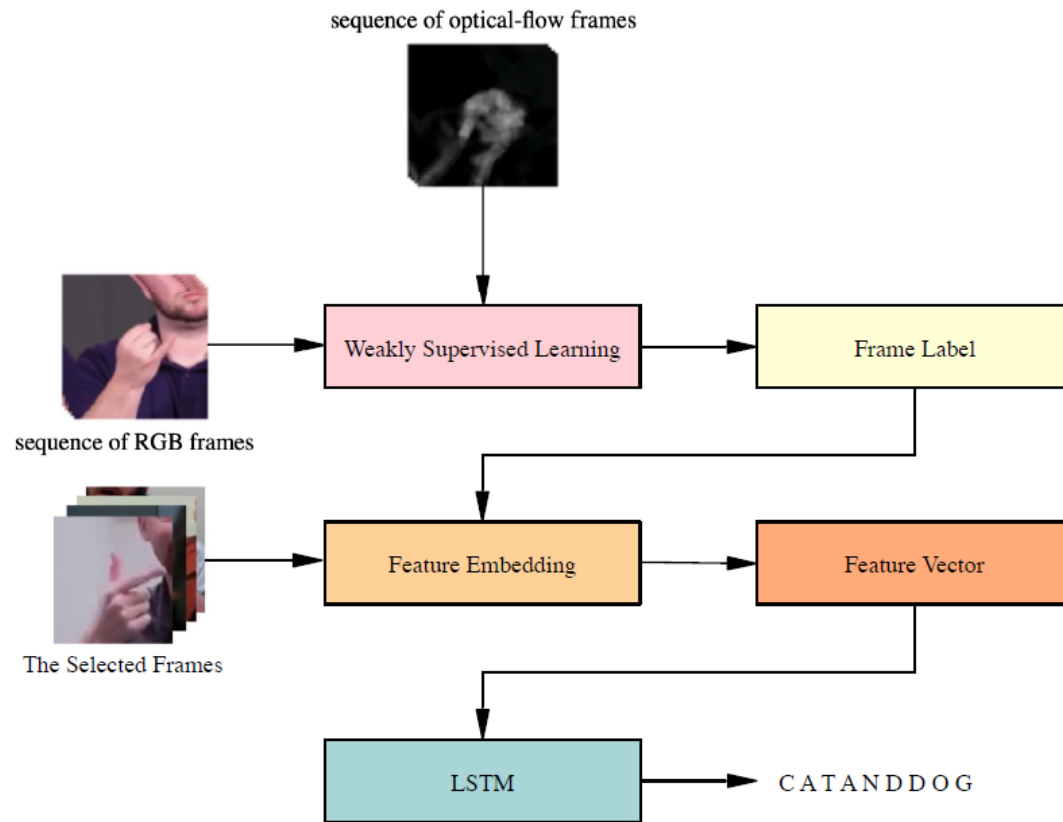 sequence of optical-flow frames
Weakly Supervised Learning
Frame Label
sequence of RGB frames
Feature Embedding
Feature Vector
The Selected Frames
LSTM
C A T A N D D O G